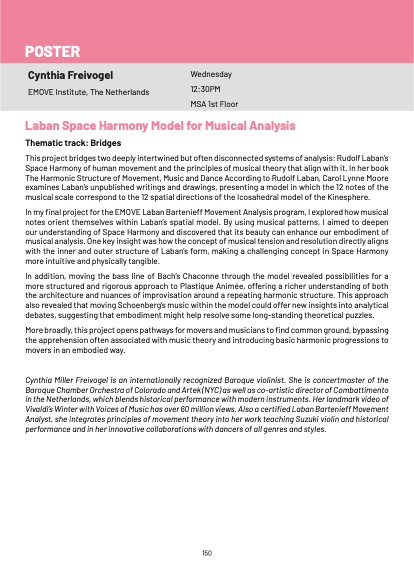 POSTER
Cynthia Freivogel
EMOVE Institute, The Netherlands
Wednesday
12:30PM
MSA 1st Floor
Laban Space Harmony Model for Musical Analysis
Thematic track: Bridges
This project bridges two deeply intertwined but often disconnected systems of analysis: Rudolf Laban's
Space Harmony of human movement and the principles of musical theory that align with it. In her book
The Harmonic Structure of Movement, Music and Dance According to Rudolf Laban, Carol Lynne Moore
examines Laban's unpublished writings and drawings, presenting a model in which the 12 notes of the
musical scale correspond to the 12 spatial directions of the Icosahedral model of the Kinesphere.
In my final project for the EMOVE Laban Bartenieff Movement Analysis program, I explored how musical
notes orient themselves within Laban's spatial model. By using musical patterns, I aimed to deepen
our understanding of Space Harmony and discovered that its beauty can enhance our embodiment of
musical analysis. One key insight was how the concept of musical tension and resolution directly aligns
with the inner and outer structure of Laban's form, making a challenging concept in Space Harmony
more intuitive and physically tangible.
In addition, moving the bass line of Bach's Chaconne through the model revealed possibilities for a
more structured and rigorous approach to Plastique Animée, offering a richer understanding of both
the architecture and nuances of improvisation around a repeating harmonic structure. This approach
also revealed that moving Schoenberg's music within the model could offer new insights into analytical
debates, suggesting that embodiment might help resolve some long-standing theoretical puzzles.
More broadly, this project opens pathways for movers and musicians to find common ground, bypassing
the apprehension often associated with music theory and introducing basic harmonic progressions to
movers in an embodied way.
Cynthia Miller Freivogel is an internationally recognized Baroque violinist. She is concertmaster of the
Baroque Chamber Orchestra of Colorado and Artek (NYC) as well as co-artistic director of Combattimento
in the Netherlands, which blends historical performance with modern instruments. Her landmark video of
Vivaldi's Winter with Voices of Music has over 60 million views. Also a certified Laban Bartenieff Movement
Analyst, she integrates principles of movement theory into her work teaching Suzuki violin and historical
performance and in her innovative collaborations with dancers of all genres and styles.
150